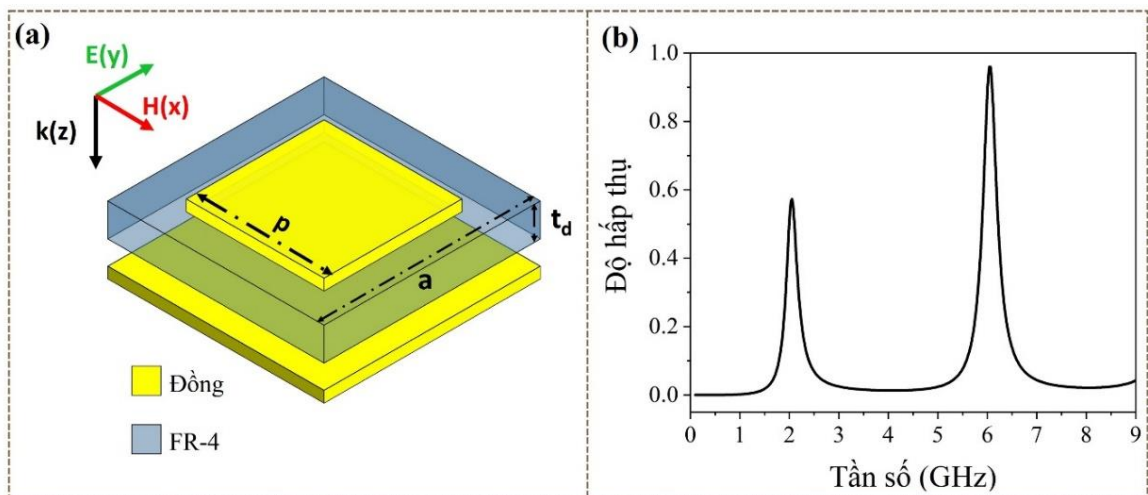 (a)
E(y)
H(x)
k(z)
p
a
t_d
Đồng
FR-4
(b)
Độ hấp thụ
1.0
0.8
0.6
0.4
0.2
0.0
0 1 2 3 4 5 6 7 8 9
Tần số (GHz)